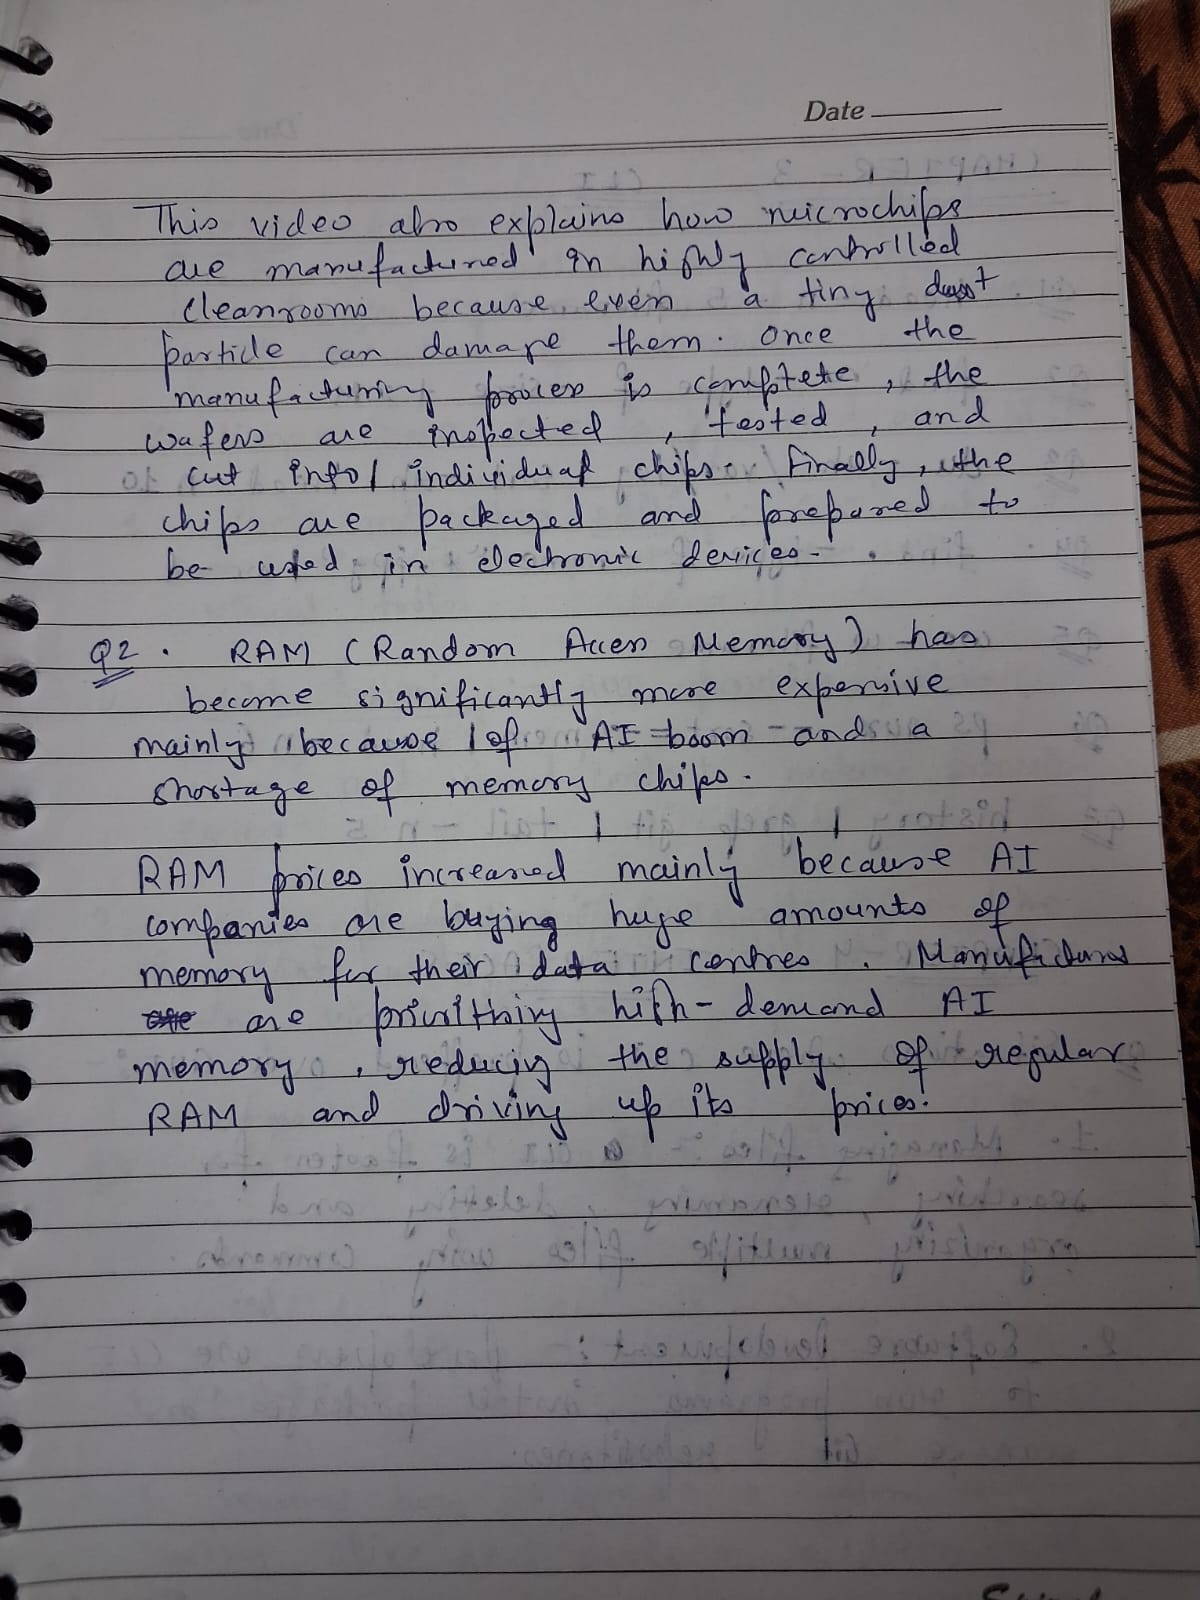 Date
This video also explains how microchips
are manufactured in highly controlled
cleanrooms because even a tiny dust
particle can damage them. Once the
manufacturing process is complete, the
wafers are inspected, tested, and
cut into individual chips. Finally, the
chips are packaged and prepared to
be used in electronic devices.
Q2. RAM (Random Access Memory) has
become significantly more expensive
mainly because of AI boom and a
shortage of memory chips.
RAM prices increased mainly because AI
companies are buying huge amounts of
memory for their data centres. Manufactures
are priorithing high-demand AI
memory, reducing the supply of regular
RAM and driving up its prices.